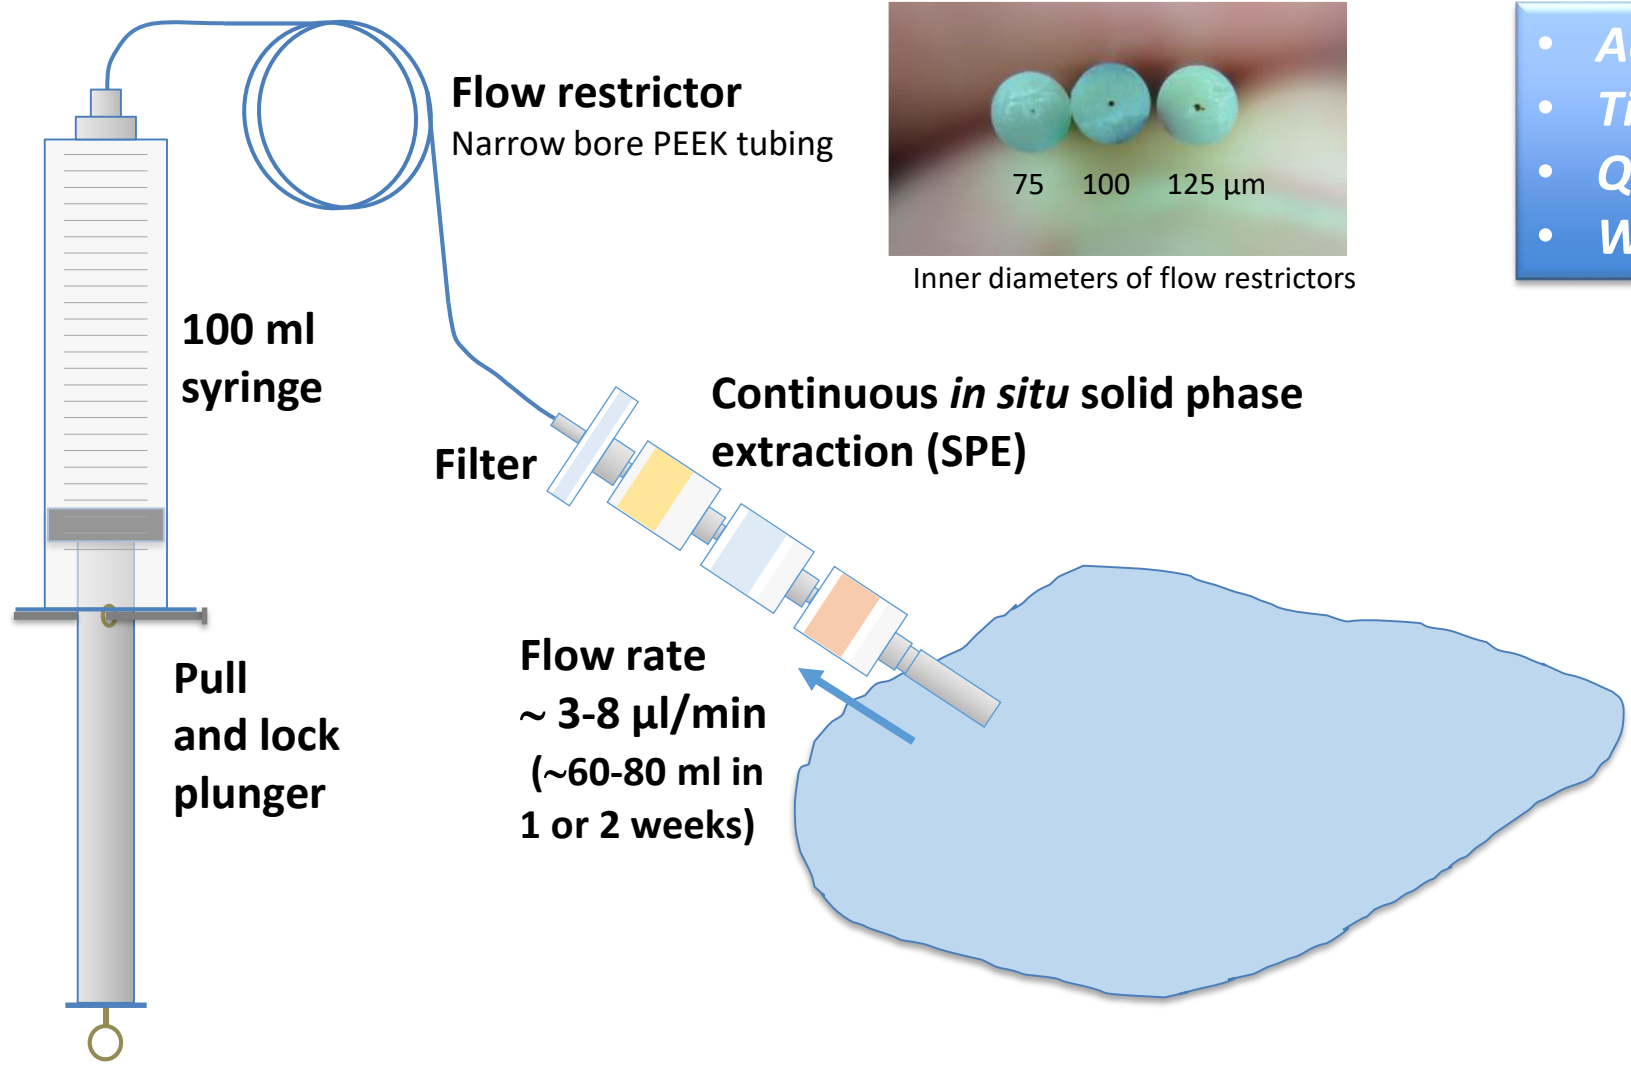 Flow restrictor
Narrow bore PEEK tubing
75 100 125 µm
Inner diameters of flow restrictors
100 ml
syringe
Continuous in situ solid phase
extraction (SPE)
Filter
Flow rate
~ 3-8 µl/min
(~60-80 ml in
1 or 2 weeks)
Pull
and lock
plunger